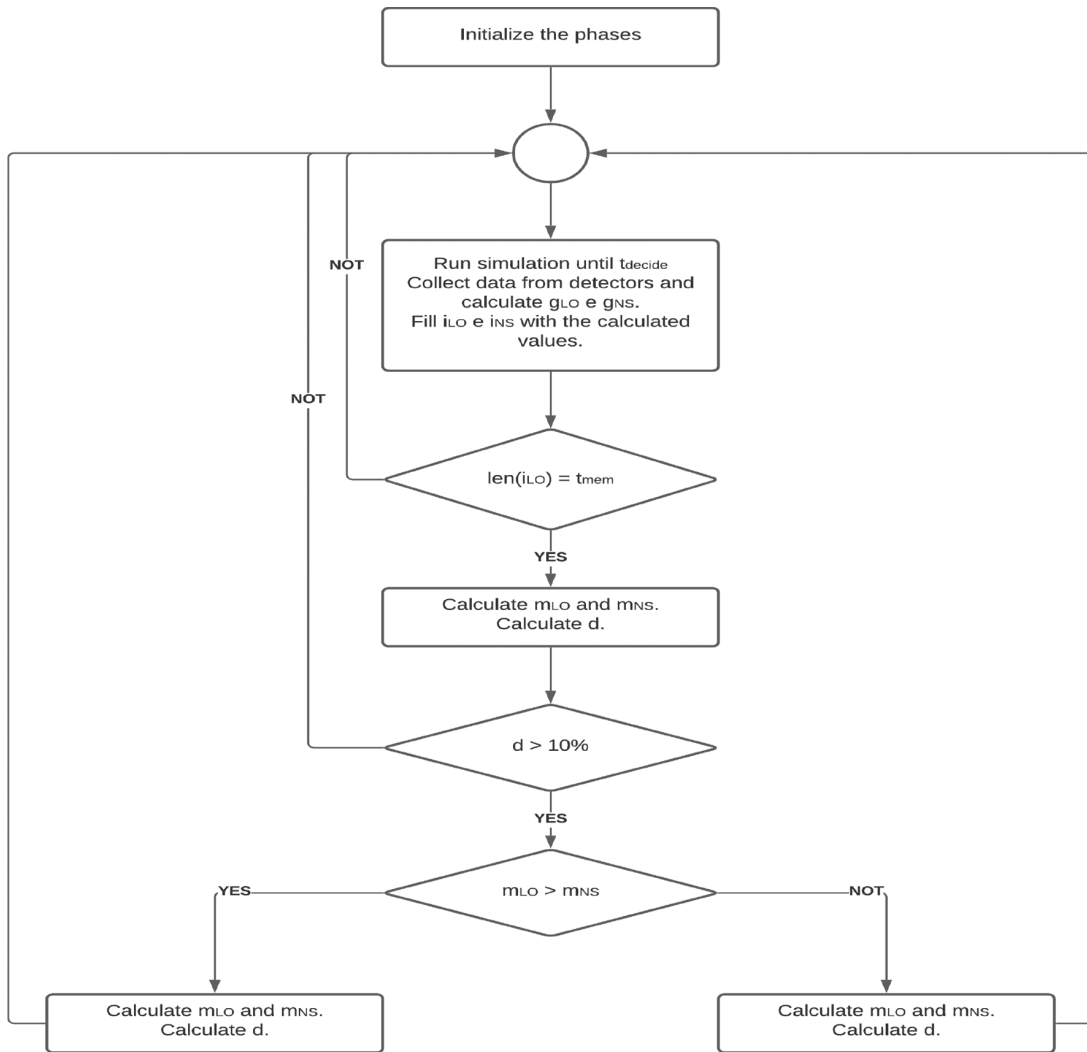 Initialize the phases
NOT
Run simulation until tdecide
Collect data from detectors and
calculate gLO e gNS.
Fill iLO e iNS with the calculated
values.
NOT
len(iLO) = tmem
YES
Calculate mLO and mNS.
Calculate d.
d > 10%
YES
YES
mLO > mNS
NOT
Calculate mLO and mNS.
Calculate d.
Calculate mLO and mNS.
Calculate d.